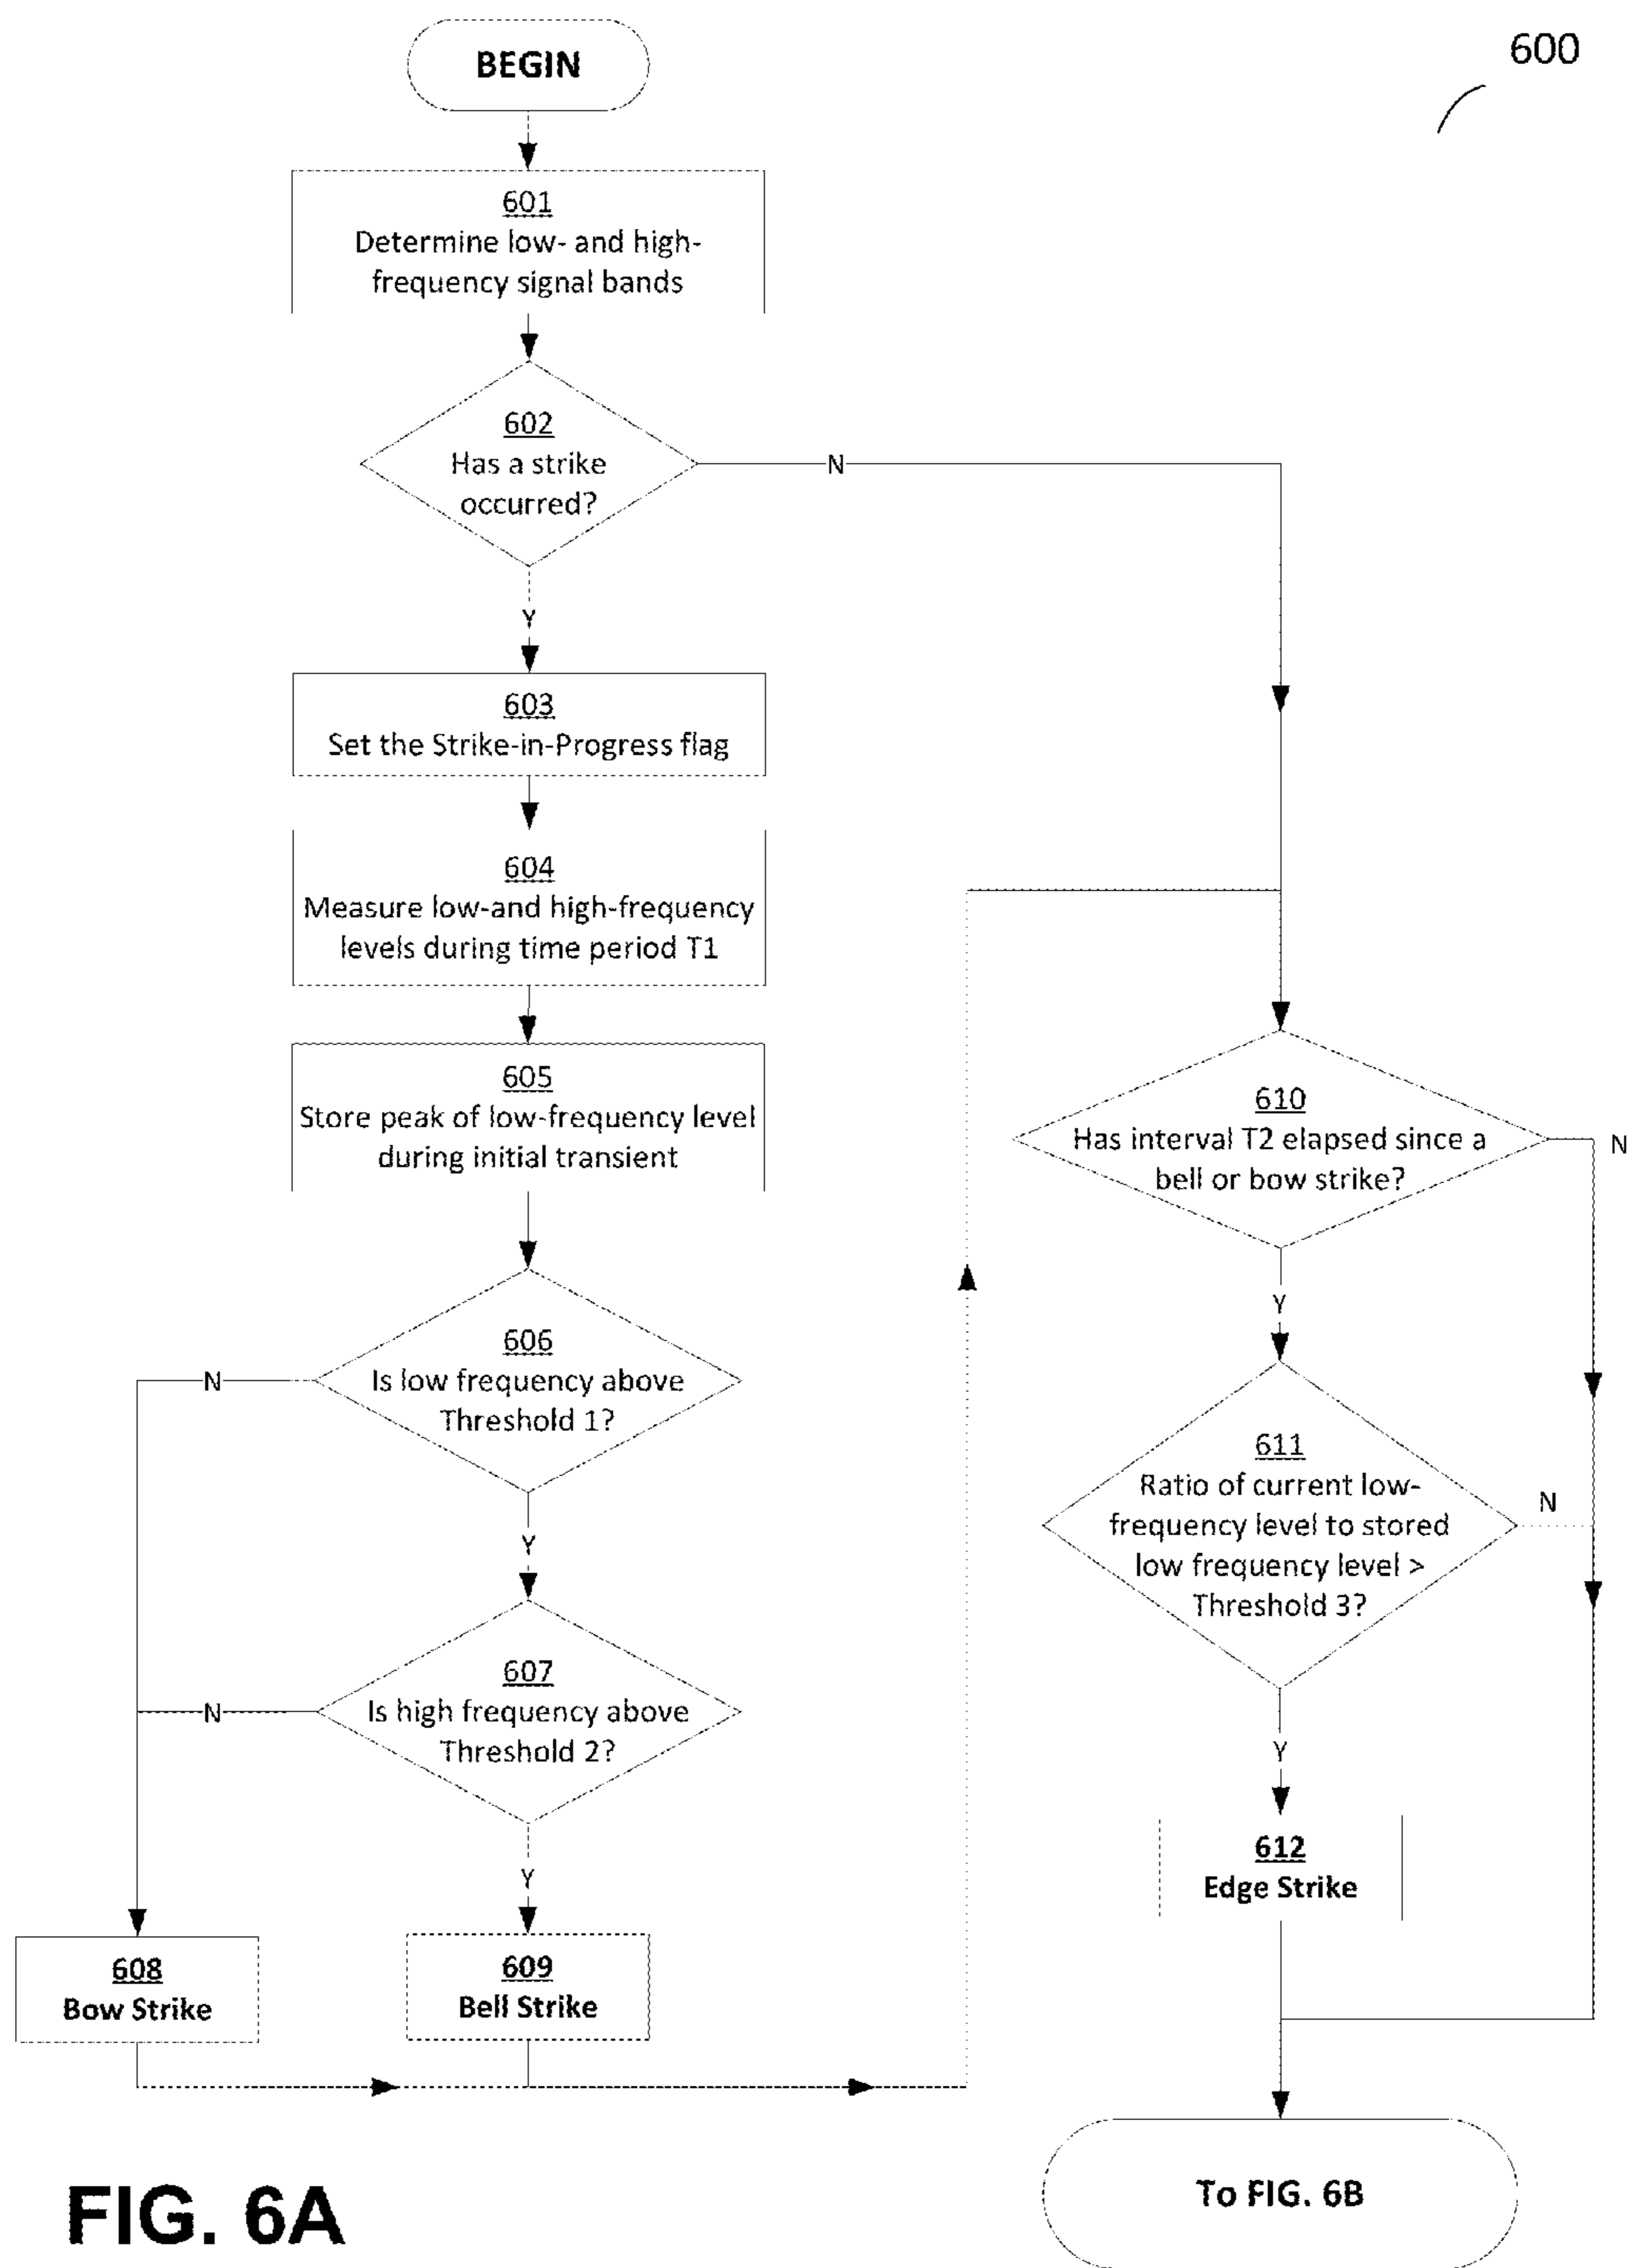 600
BEGIN
601
Determine low- and high-
frequency signal bands
602
Has a strike
occurred?
N
Y
603
Set the Strike-in-Progress flag
604
Measure low-and high-frequency
levels during time period T1
605
Store peak of low-frequency level
during initial transient
606
Is low frequency above
Threshold 1?
N
Y
607
Is high frequency above
Threshold 2?
N
Y
608
Bow Strike
609
Bell Strike
610
Has interval T2 elapsed since a
bell or bow strike?
N
Y
611
Ratio of current low-
frequency level to stored
low frequency level >
Threshold 3?
N
Y
612
Edge Strike
To FIG. 6B
FIG. 6A